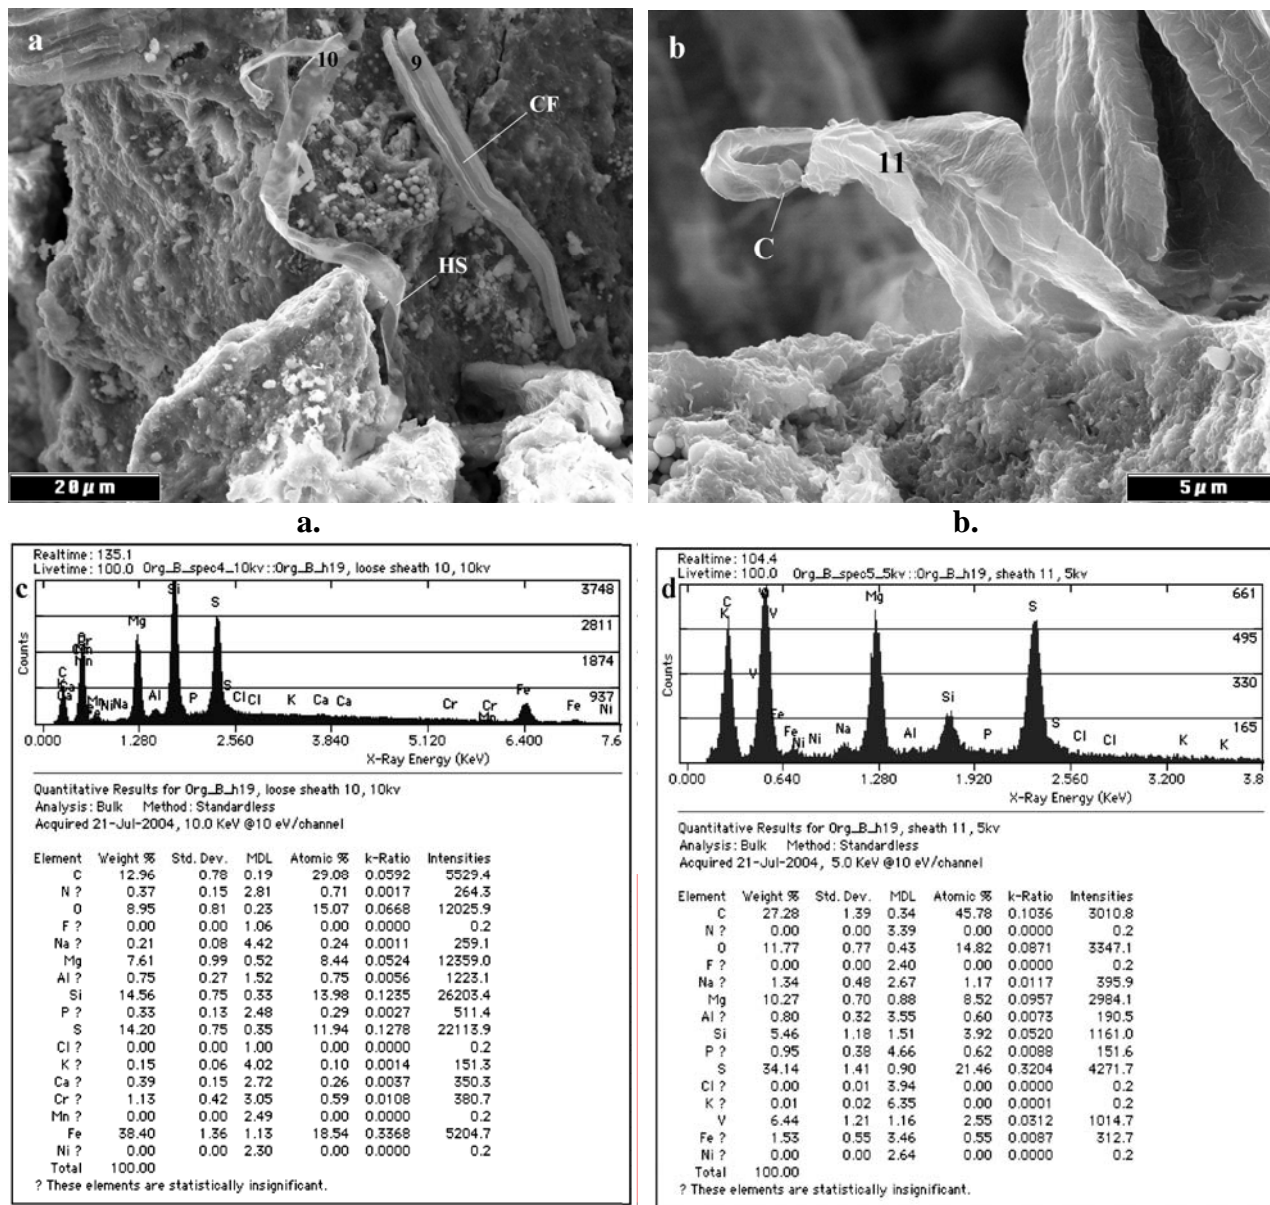 a
10
9
CF
HS
20μm
b
11
C
5μm
a.
b.
Realtime: 135.1
Livetime: 100.0 Org_B_spec4_10kv::Org_B_h19, loose sheath 10, 10kv
c
Counts
Si
S
Mg
C
Al
P
S
Cl
Cl
K
Ca
Ca
Cr
Cr
Mn
Fe
Fe
Ni
Ni
Na
3748
2811
1874
937
0.000 1.280 2.560 3.840 5.120 6.400 7.6
X-Ray Energy (KeV)
Quantitative Results for Org_B_h19, loose sheath 10, 10kv
Analysis: Bulk Method: Standardless
Acquired 21-Jul-2004, 10.0 KeV @10 eV/channel
Element Weight % Std. Dev. MDL Atomic % k-Ratio Intensities
C 12.96 0.78 0.19 29.08 0.0592 5529.4
N ? 0.37 0.15 2.81 0.71 0.0017 264.3
O 8.95 0.81 0.23 15.07 0.0668 12025.9
F ? 0.00 0.00 1.06 0.00 0.0000 0.2
Na ? 0.21 0.08 4.42 0.24 0.0011 259.1
Mg 7.61 0.99 0.52 8.44 0.0524 12359.0
Al ? 0.75 0.27 1.52 0.75 0.0056 1223.1
Si 14.56 0.75 0.33 13.98 0.1235 26203.4
P ? 0.33 0.13 2.48 0.29 0.0027 511.4
S 14.20 0.75 0.35 11.94 0.1278 22113.9
Cl ? 0.00 0.00 1.00 0.00 0.0000 0.2
K ? 0.15 0.06 4.02 0.10 0.0014 151.3
Ca ? 0.39 0.15 2.72 0.26 0.0037 350.3
Cr ? 1.13 0.42 3.05 0.59 0.0108 380.7
Mn ? 0.00 0.00 2.49 0.00 0.0000 0.2
Fe 38.40 1.36 1.13 18.54 0.3368 5204.7
Ni ? 0.00 0.00 2.30 0.00 0.0000 0.2
Total 100.00
? These elements are statistically insignificant.
Realtime: 104.4
Livetime: 100.0 Org_B_spec5_5kv::Org_B_h19, sheath 11, 5kv
d
Counts
C
K
V
V
Fe
Fe
Ni
Ni
Na
Mg
Al
Si
P
S
S
Cl
Cl
K
K
661
495
330
165
0.000 0.640 1.280 1.920 2.560 3.200 3.8
X-Ray Energy (KeV)
Quantitative Results for Org_B_h19, sheath 11, 5kv
Analysis: Bulk Method: Standardless
Acquired 21-Jul-2004, 5.0 KeV @10 eV/channel
Element Weight % Std. Dev. MDL Atomic % k-Ratio Intensities
C 27.28 1.39 0.34 45.78 0.1036 3010.8
N ? 0.00 0.00 3.39 0.00 0.0000 0.2
O 11.77 0.77 0.43 14.82 0.0871 3347.1
F ? 0.00 0.00 2.40 0.00 0.0000 0.2
Na ? 1.34 0.48 2.67 1.17 0.0117 395.9
Mg 10.27 0.70 0.88 8.52 0.0957 2984.1
Al ? 0.80 0.32 3.55 0.60 0.0073 190.5
Si 5.46 1.18 1.51 3.92 0.0520 1161.0
P ? 0.95 0.38 4.66 0.62 0.0088 151.6
S 34.14 1.41 0.90 21.46 0.3204 4271.7
Cl ? 0.00 0.01 3.94 0.00 0.0000 0.2
K ? 0.01 0.02 6.35 0.00 0.0001 0.2
V 6.44 1.21 1.16 2.55 0.0312 1014.7
Fe ? 1.53 0.55 3.46 0.55 0.0087 312.7
Ni ? 0.00 0.00 2.64 0.00 0.0000 0.2
Total 100.00
? These elements are statistically insignificant.